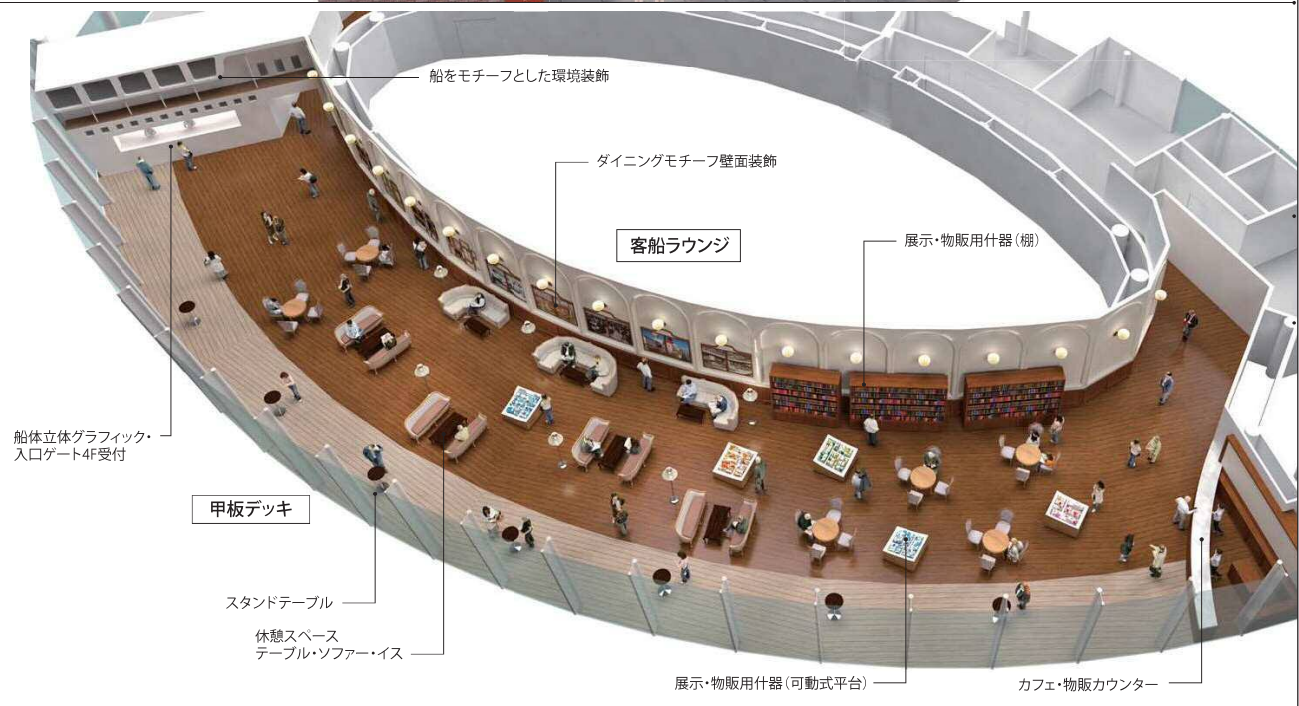 船をモチーフとした環境装飾
ダイニングモチーフ壁面装飾
客船ラウンジ
展示・物販用什器(棚)
船体立体グラフィック・
入口ゲート4F受付
甲板デッキ
スタンドテーブル
休憩スペース
テーブル・ソファー・イス
展示・物販用什器(可動式平台)
カフェ・物販カウンター